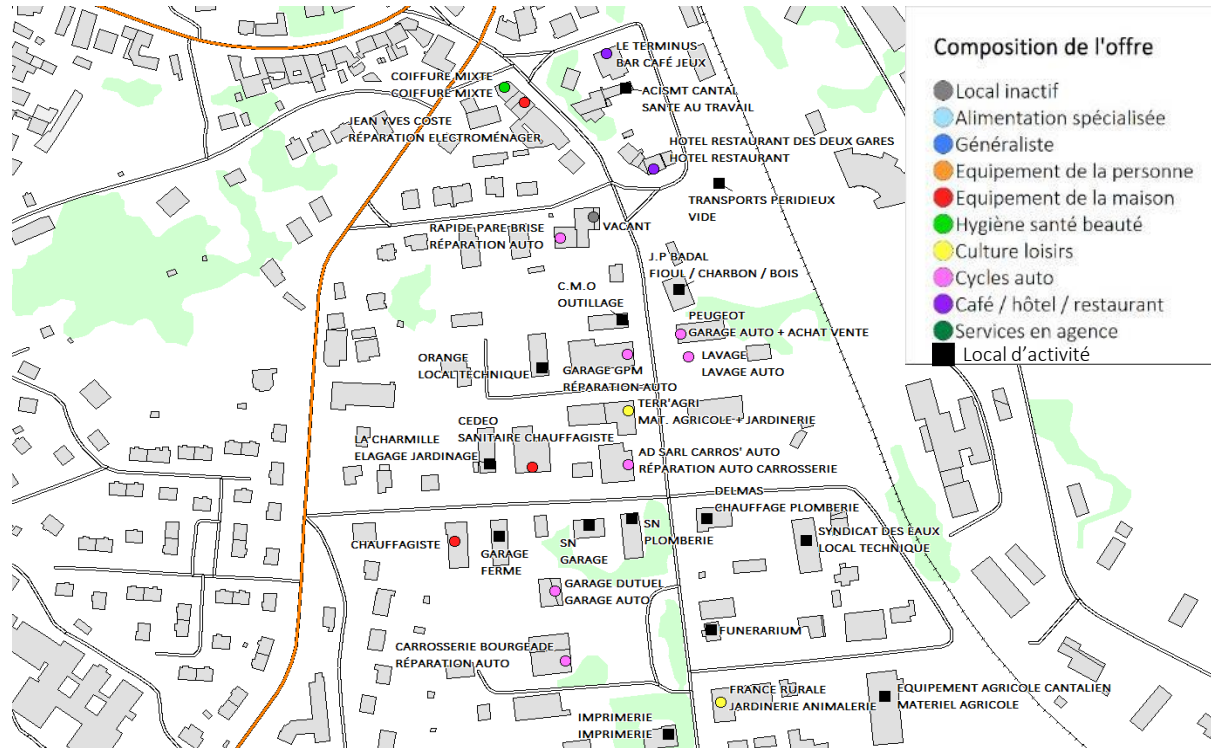 LE TERMINUS
BAR CAFÉ JEUX
COIFFURE MIXTE
COIFFURE MIXTE
ACISMT CANTAL
SANTE AU TRAVAIL
JEAN YVES COSTE
RÉPARATION ELECTROMÉNAGER
HOTEL RESTAURANT DES DEUX GARES
HOTEL RESTAURANT
TRANSPORTS PERIDIEUX
VIDE
RAPIDE PARE BRISE
RÉPARATION AUTO
VACANT
J.P BADAL
FIOUL / CHARBON / BOIS
C.M.O
OUTILLAGE
PEUGEOT
GARAGE AUTO + ACHAT VENTE
ORANGE
LOCAL TECHNIQUE
GARAGE GPM
RÉPARATION AUTO
LAVAGE
LAVAGE AUTO
TERR'AGRI
MAT. AGRICOLE + JARDINERIE
CEDEO
SANITAIRE CHAUFFAGISTE
LA CHARMILLE
ELAGAGE JARDINAGE
AD SARL CARROS' AUTO
RÉPARATION AUTO CARROSSERIE
DELMAS
CHAUFFAGE PLOMBERIE
CHAUFFAGISTE
GARAGE
FERME
SN
GARAGE
SN
PLOMBERIE
SYNDICAT DES EAUX
LOCAL TECHNIQUE
GARAGE DUTUEL
GARAGE AUTO
FUNERARIUM
CARROSSERIE BOURGEADE
RÉPARATION AUTO
FRANCE RURALE
JARDINERIE ANIMALERIE
EQUIPEMENT AGRICOLE CANTALIEN
MATERIEL AGRICOLE
IMPRIMERIE
IMPRIMERIE
Composition de l'offre
Local inactif
Alimentation spécialisée
Généraliste
Equipement de la personne
Equipement de la maison
Hygiène santé beauté
Culture loisirs
Cycles auto
Café / hôtel / restaurant
Services en agence
Local d'activité